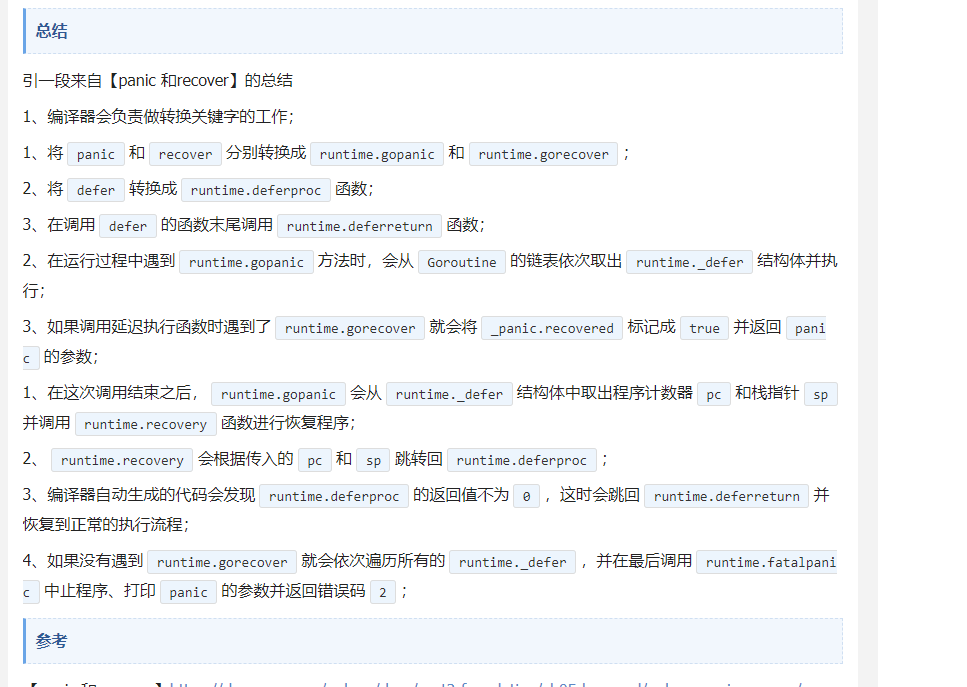 总结
引一段来自【panic 和recover】的总结
1、编译器会负责做转换关键字的工作；
1、将 panic 和 recover 分别转换成 runtime.gopanic 和 runtime.gorecover ；
2、将 defer 转换成 runtime.deferproc 函数；
3、在调用 defer 的函数末尾调用 runtime.deferreturn 函数；
2、在运行过程中遇到 runtime.gopanic 方法时，会从 Goroutine 的链表依次取出 runtime._defer 结构体并执
行；
3、如果调用延迟执行函数时遇到了 runtime.gorecover 就会将 _panic.recovered 标记成 true 并返回 pani
c 的参数；
1、在这次调用结束之后， runtime.gopanic 会从 runtime._defer 结构体中取出程序计数器 pc 和栈指针 sp
并调用 runtime.recovery 函数进行恢复程序；
2、 runtime.recovery 会根据传入的 pc 和 sp 跳转回 runtime.deferproc ；
3、编译器自动生成的代码会发现 runtime.deferproc 的返回值不为 0 ，这时会跳回 runtime.deferreturn 并
恢复到正常的执行流程；
4、如果没有遇到 runtime.gorecover 就会依次遍历所有的 runtime._defer ，并在最后调用 runtime.fatalpani
c 中止程序、打印 panic 的参数并返回错误码 2 ；
参考